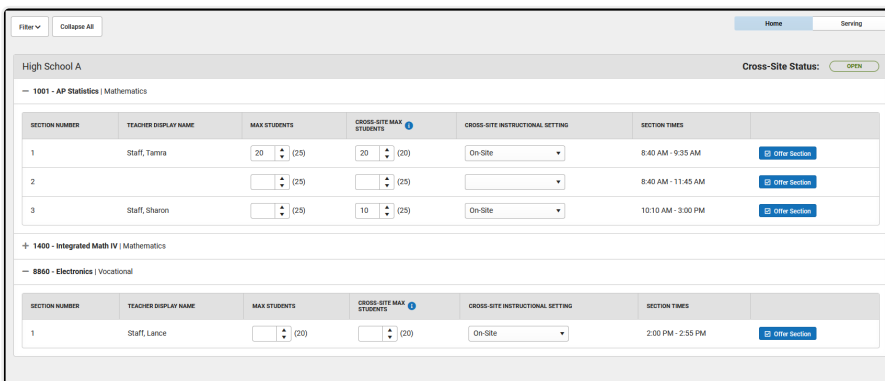 Filter Collapse All Home Serving
High School A Cross-Site Status: OPEN
1001 - AP Statistics | Mathematics
SECTION NUMBER TEACHER DISPLAY NAME MAX STUDENTS CROSS-SITE MAX STUDENTS CROSS-SITE INSTRUCTIONAL SETTING SECTION TIMES
1 Staff, Tamra 20 (25) 20 (20) On-Site 8:40 AM - 9:35 AM Offer Section
2 (25) (25) 8:40 AM - 11:45 AM Offer Section
3 Staff, Sharon (25) 10 (25) On-Site 10:10 AM - 3:00 PM Offer Section
1400 - Integrated Math IV | Mathematics
8860 - Electronics | Vocational
SECTION NUMBER TEACHER DISPLAY NAME MAX STUDENTS CROSS-SITE MAX STUDENTS CROSS-SITE INSTRUCTIONAL SETTING SECTION TIMES
1 Staff, Lance (20) (20) On-Site 2:00 PM - 2:55 PM Offer Section